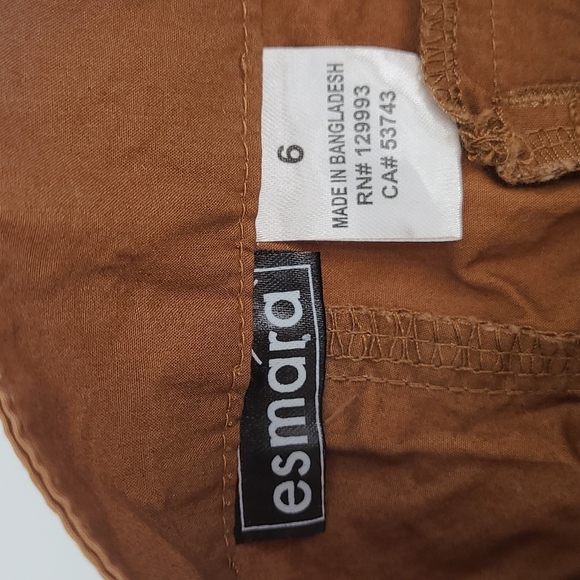 6
MADE IN BANGLADESH
RN# 129993
CA# 53743
esmara